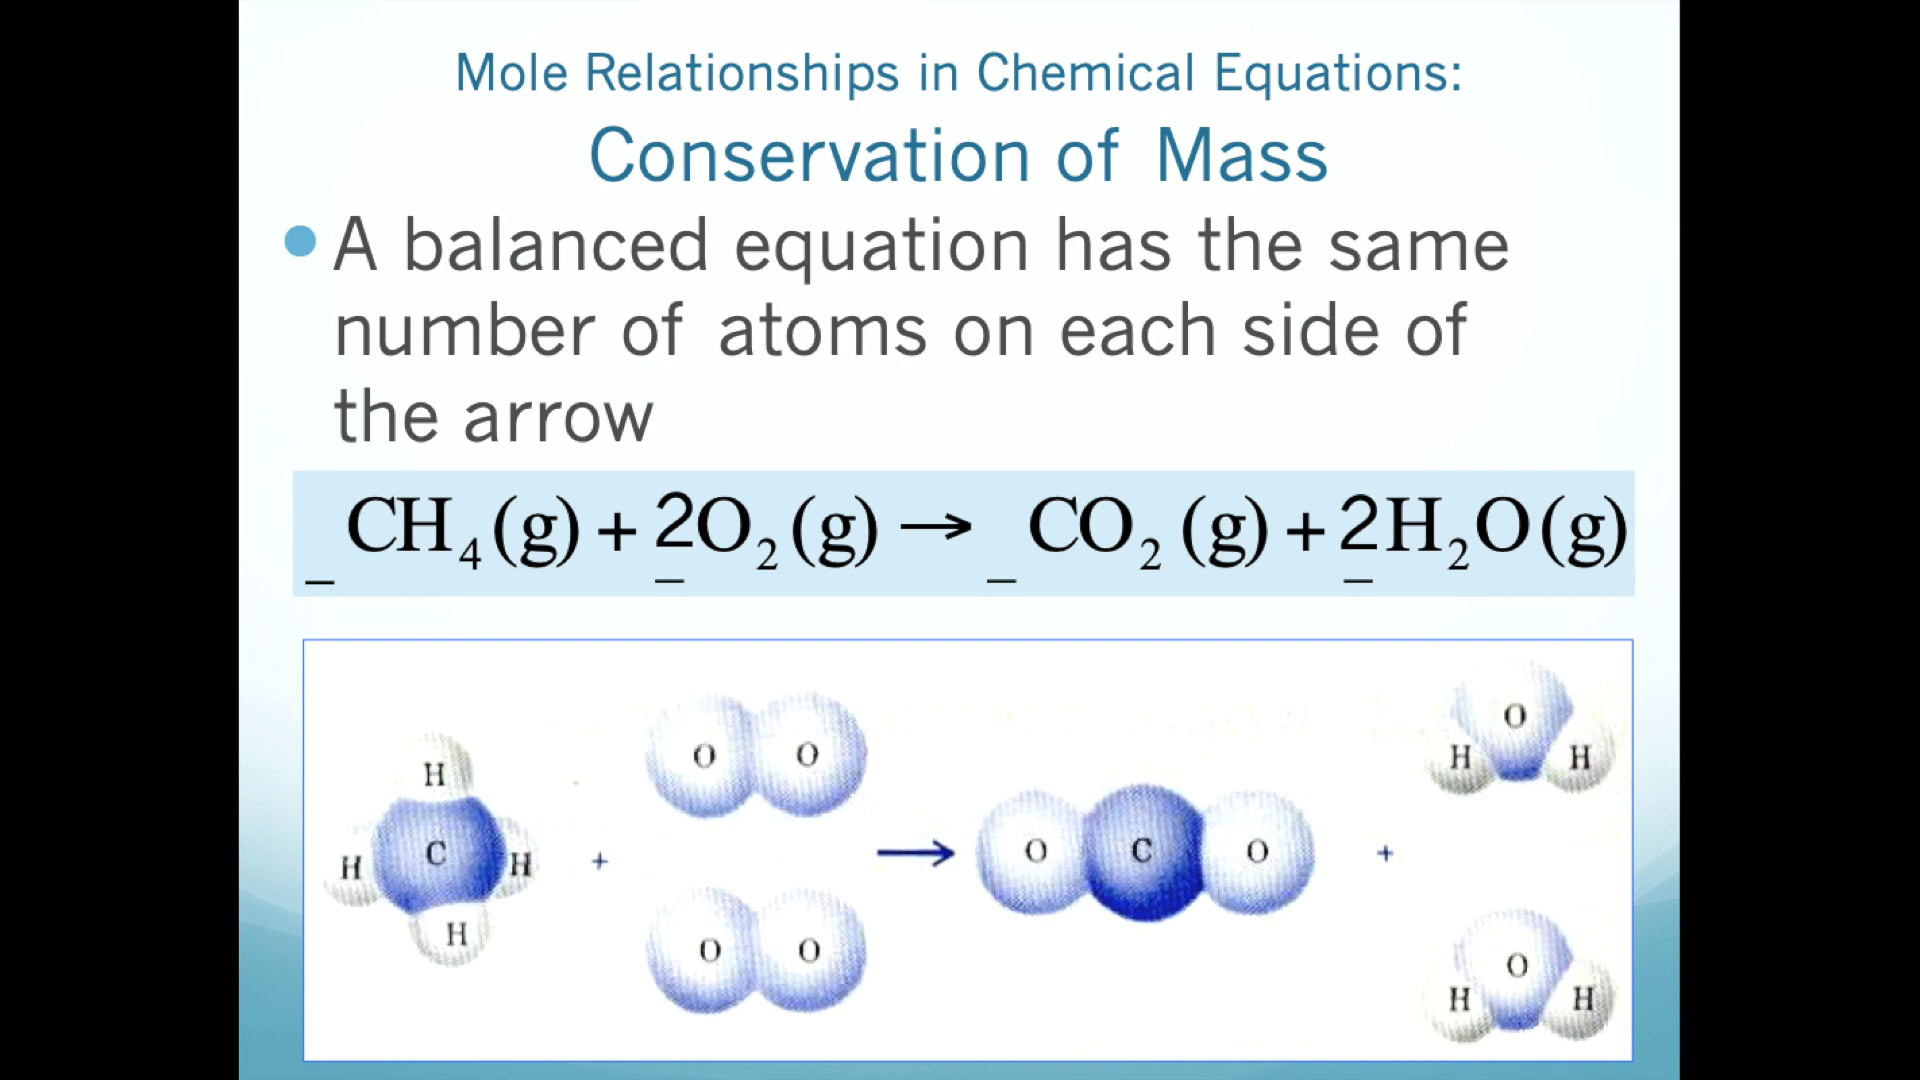 Mole Relationships in Chemical Equations:
Conservation of Mass
• A balanced equation has the same
number of atoms on each side of
the arrow
_ CH₄(g) + 2O₂(g) → _ CO₂(g) + 2H₂O(g)
H
C
H
H
H
+
O O
O O
→
O C O
+
O
H H
O
H H